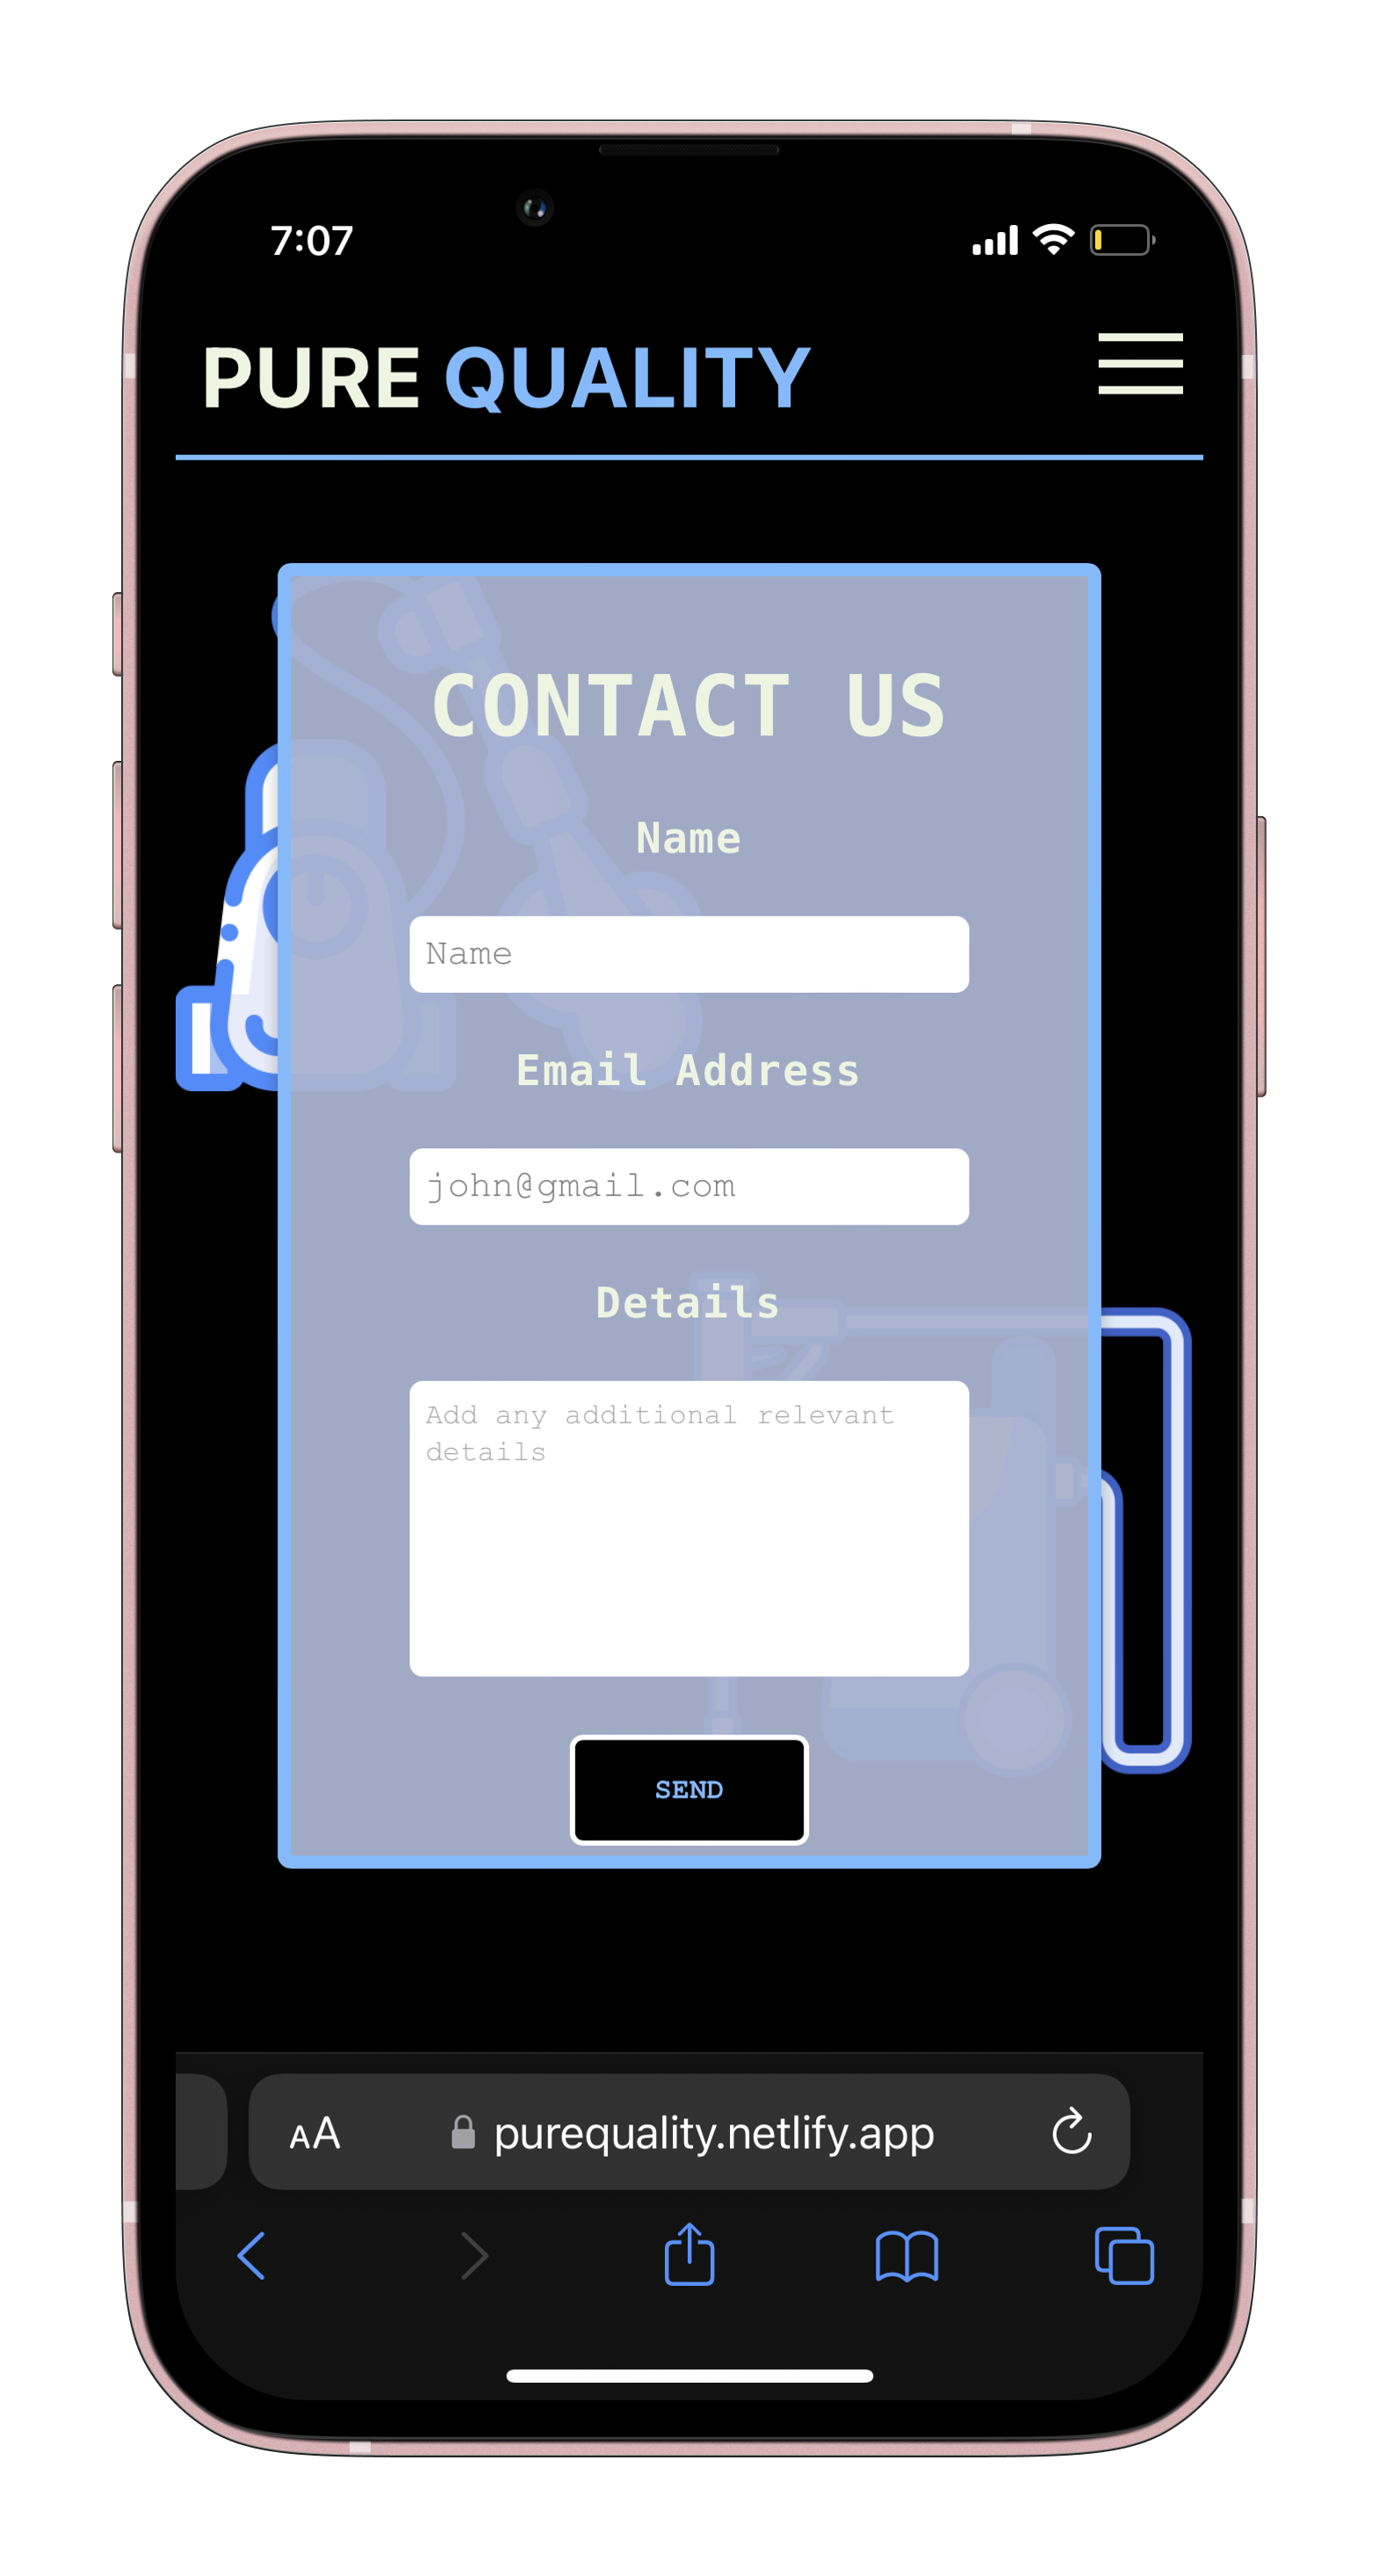 7:07
PURE QUALITY
CONTACT US
Name
Name
Email Address
john@gmail.com
Details
Add any additional relevant
details
SEND
AA purequality.netlify.app